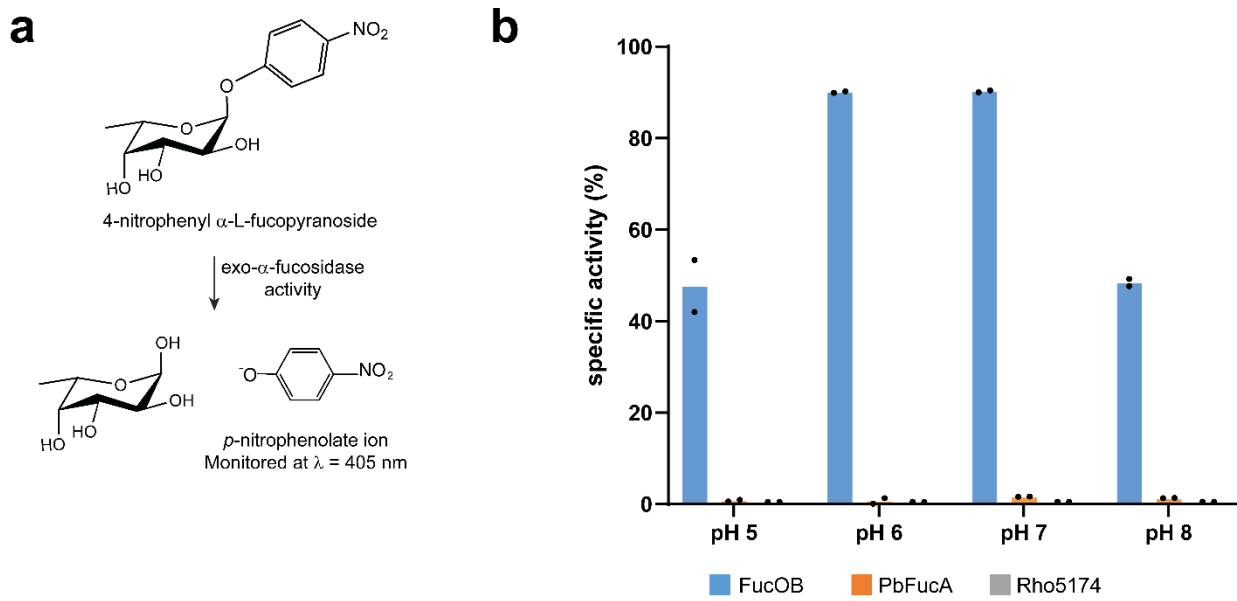 a
NO₂
O
O
OH
HO
HO
4-nitrophenyl α-L-fucopyranoside
exo-α-fucosidase
activity
OH
O
OH
HO
HO
⁻O
NO₂
p-nitrophenolate ion
Monitored at λ = 405 nm
b
specific activity (%)
100
80
60
40
20
0
pH 5 pH 6 pH 7 pH 8
FucOB PbFucA Rho5174